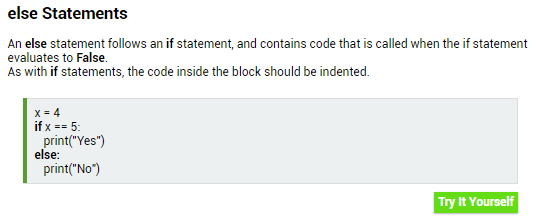 else Statements
An else statement follows an if statement, and contains code that is called when the if statement
evaluates to False.
As with if statements, the code inside the block should be indented.
x = 4
if x == 5:
   print("Yes")
else:
   print("No")
Try It Yourself